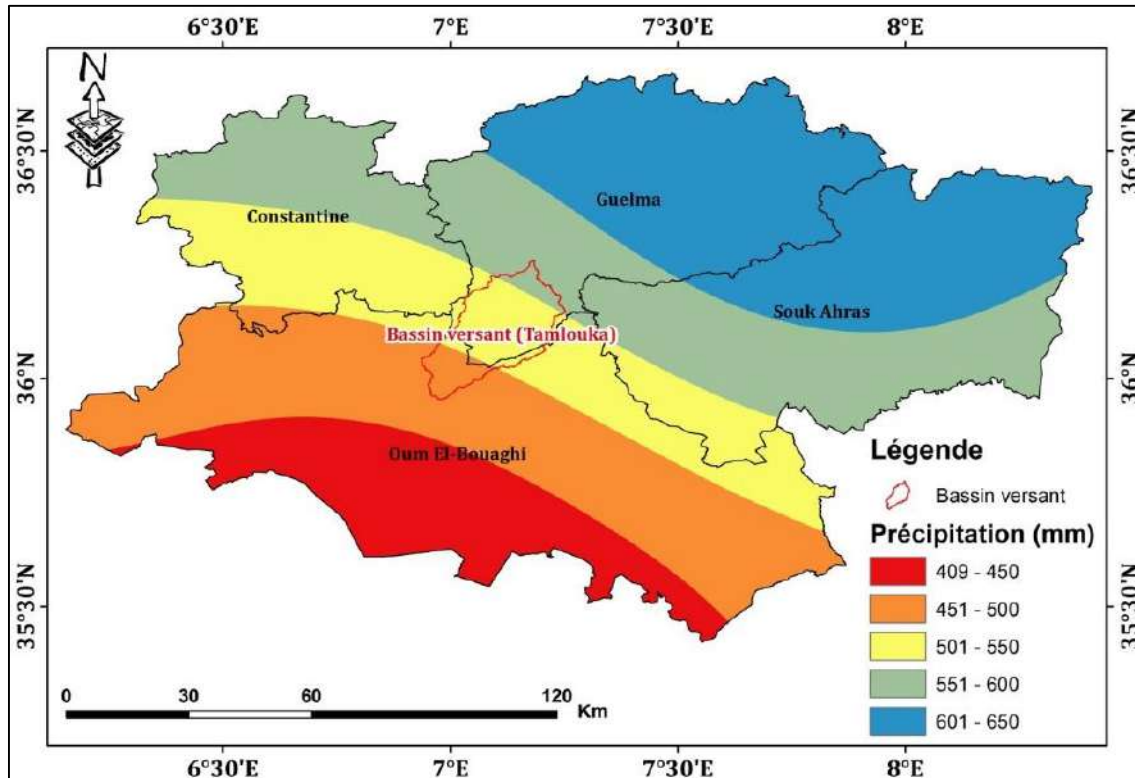 6°30'E 7°E 7°30'E 8°E
N
36°30'N 36°30'N
Guelma
Constantine
Souk Ahras
Bassin versant (Tamlouka)
36°N 36°N
Oum El-Bouaghi
Légende
Bassin versant
Précipitation (mm)
409 - 450
451 - 500
501 - 550
551 - 600
601 - 650
35°30'N 35°30'N
0 30 60 120
Km
6°30'E 7°E 7°30'E 8°E